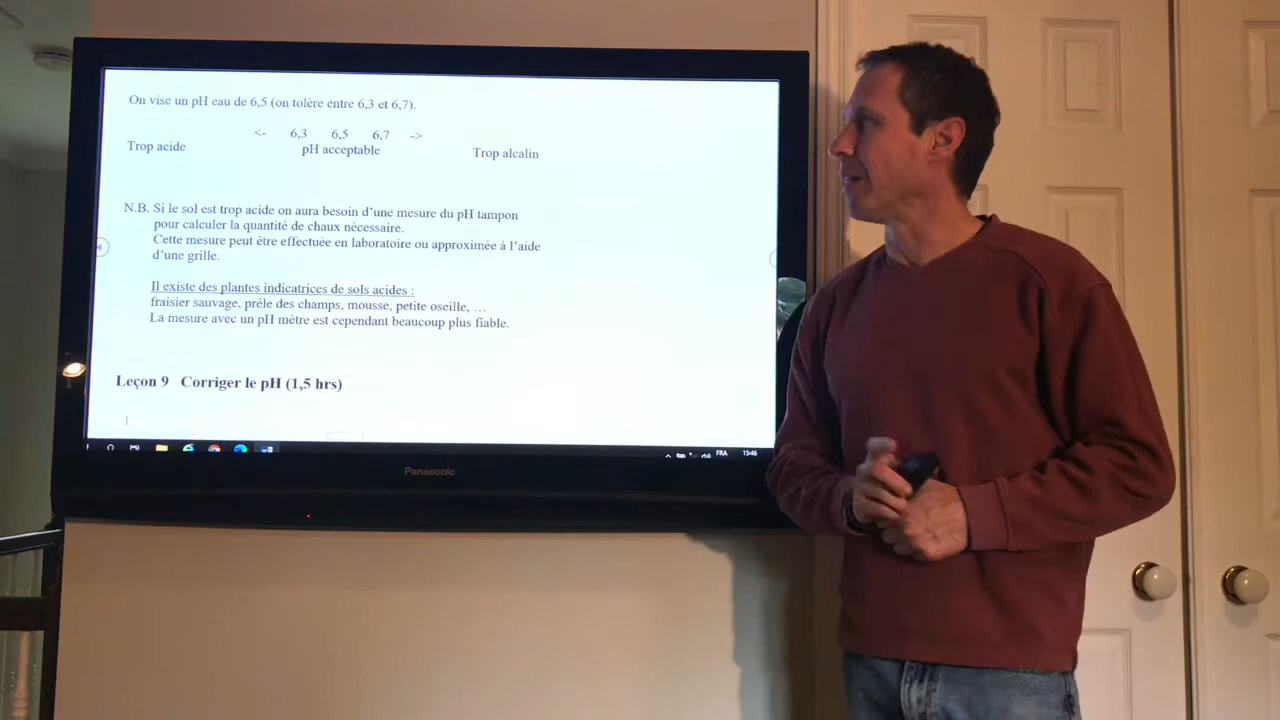 On vise un pH eau de 6,5 (on tolère entre 6,3 et 6,7).
<- 6,3 6,5 6,7 ->
Trop acide pH acceptable Trop alcalin
N.B. Si le sol est trop acide on aura besoin d'une mesure du pH tampon
pour calculer la quantité de chaux nécessaire.
Cette mesure peut être effectuée en laboratoire ou approximée à l'aide
d'une grille.
Il existe des plantes indicatrices de sols acides :
fraisier sauvage, prêle des champs, mousse, petite oseille, …
La mesure avec un pH mètre est cependant beaucoup plus fiable.
Leçon 9 Corriger le pH (1,5 hrs)
FRA 15:46
Panasonic